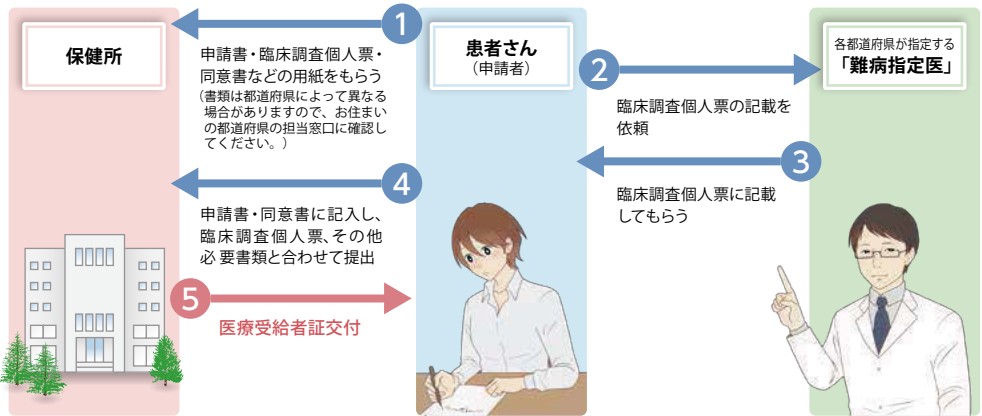 保健所
患者さん
（申請者）
各都道府県が指定する
「難病指定医」
1
申請書・臨床調査個人票・
同意書などの用紙をもらう
（書類は都道府県によって異なる
場合がありますので、お住まい
の都道府県の担当窓口に確認し
てください。）
2
臨床調査個人票の記載を
依頼
3
臨床調査個人票に記載
してもらう
4
申請書・同意書に記入し、
臨床調査個人票、その他
必要書類と合わせて提出
5
医療受給者証交付